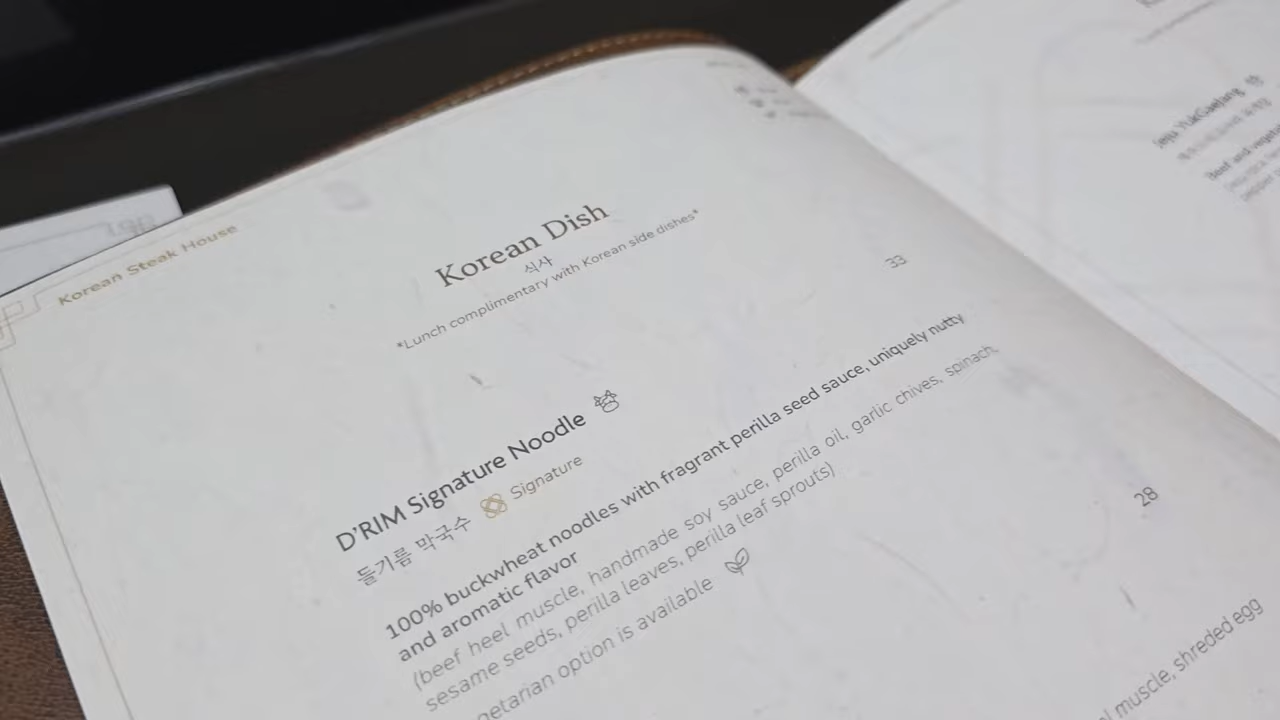 Korean Steak House
Korean Dish
식사
*Lunch complimentary with Korean side dishes*
33
D'RIM Signature Noodle
들기름 막국수 Signature
100% buckwheat noodles with fragrant perilla seed sauce, uniquely nutty
and aromatic flavor
(beef heel muscle, handmade soy sauce, perilla oil, garlic chives, spinach,
sesame seeds, perilla leaves, perilla leaf sprouts)
etarian option is available
28
muscle, shreded egg
Jeju YukGaejang
Beef and vegeta